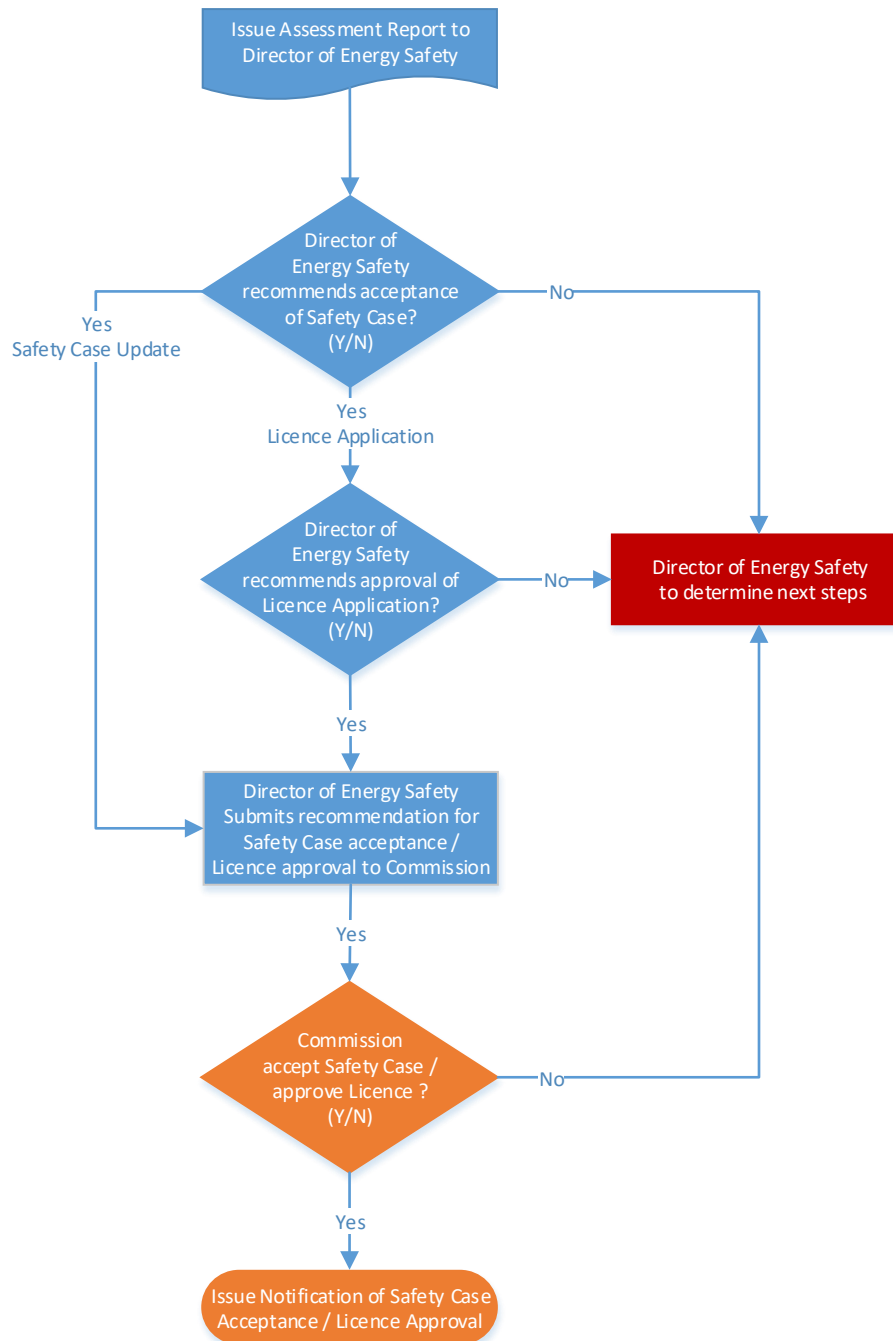 Issue Assessment Report to
Director of Energy Safety
Director of
Energy Safety
recommends acceptance
of Safety Case?
(Y/N)
No
Yes
Safety Case Update
Yes
Licence Application
Director of
Energy Safety
recommends approval of
Licence Application?
(Y/N)
No
Director of Energy Safety
to determine next steps
Yes
Director of Energy Safety
Submits recommendation for
Safety Case acceptance /
Licence approval to Commission
Yes
Commission
accept Safety Case /
approve Licence ?
(Y/N)
No
Yes
Issue Notification of Safety Case
Acceptance / Licence Approval